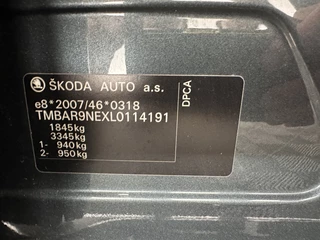 ŠKODA AUTO a.s.
e8*2007/46*0318
TMBAR9NEXL0114191
1845kg
3345kg
1- 940kg
2- 950kg
DPCA